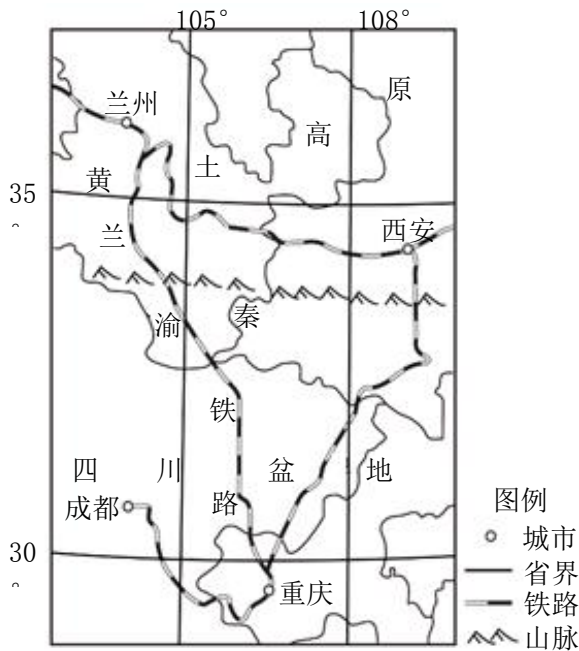 105° 108°
兰州
原
高
土
黄
35°
兰
西安
秦
渝
铁
四川盆地
成都
路
30°
重庆
图例
城市
省界
铁路
山脉